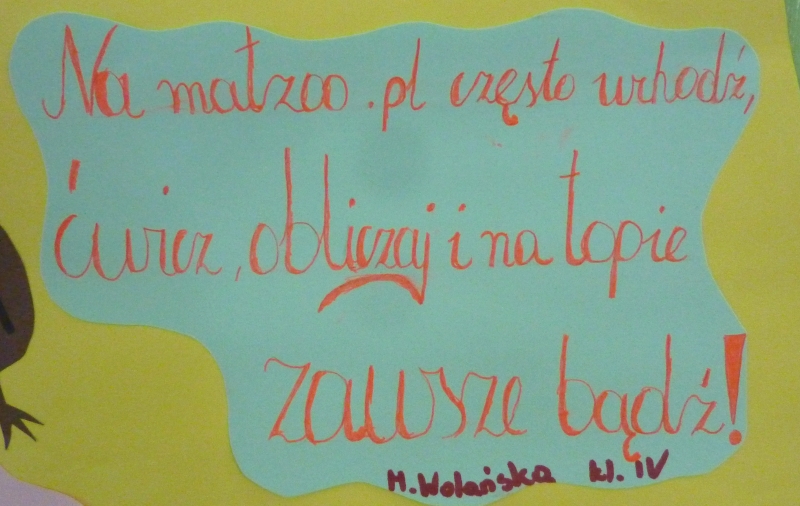 Na matzoo.pl często wchodź,
ćwicz, obliczaj i na topie
zawsze bądź!
M. Wolańska kl. IV